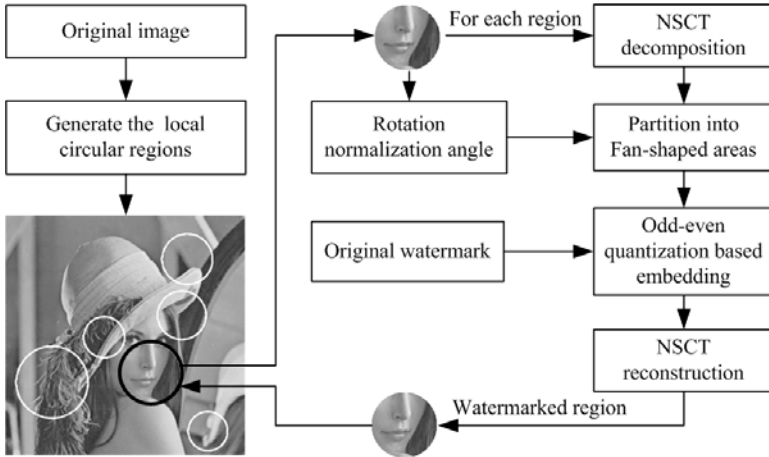 Original image
Generate the local
circular regions
For each region
NSCT
decomposition
Rotation
normalization angle
Partition into
Fan-shaped areas
Original watermark
Odd-even
quantization based
embedding
NSCT
reconstruction
Watermarked region